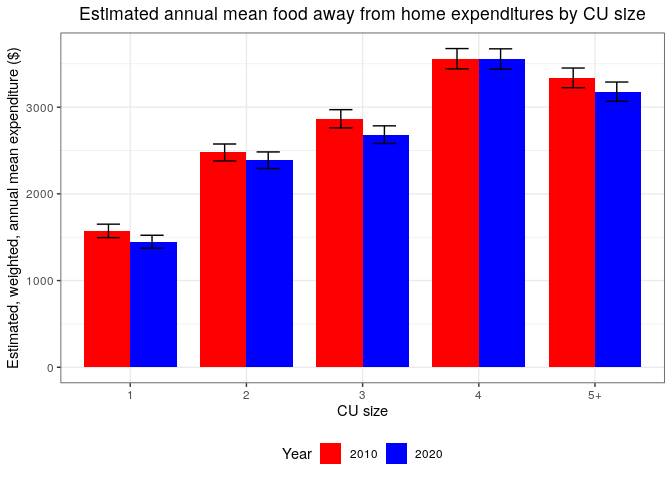 Estimated annual mean food away from home expenditures by CU size
Estimated, weighted, annual mean expenditure ($)
3000
2000
1000
0
1 2 3 4 5+
CU size
Year 2010 2020